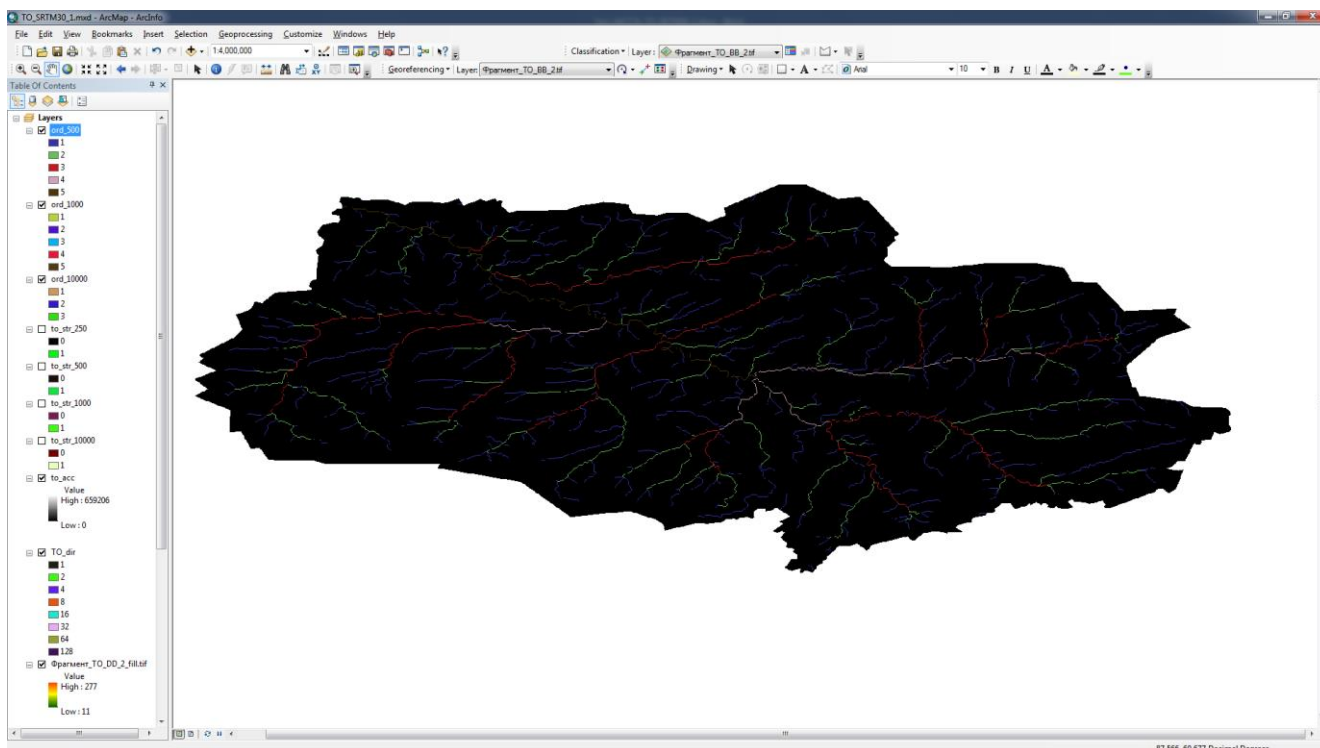 TO_SRTM30_1.mxd - ArcMap - ArcInfo
File Edit View Bookmarks Insert Selection Geoprocessing Customize Windows Help
1:4,000,000
Classification Layer: Фрагмент_TO_BB_2.tif
Georeferencing Layer: Фрагмент_TO_BB_2.tif Drawing A Arial 10 B I U A
Table Of Contents
Layers
ord_500
1
2
3
4
5
ord_1000
1
2
3
4
5
ord_10000
1
2
3
to_str_250
0
1
to_str_500
0
1
to_str_1000
0
1
to_str_10000
0
1
to_acc
Value
High : 659206
Low : 0
TO_dir
1
2
4
8
16
32
64
128
Фрагмент_TO_DD_2_fill.tif
Value
High : 277
Low : 11